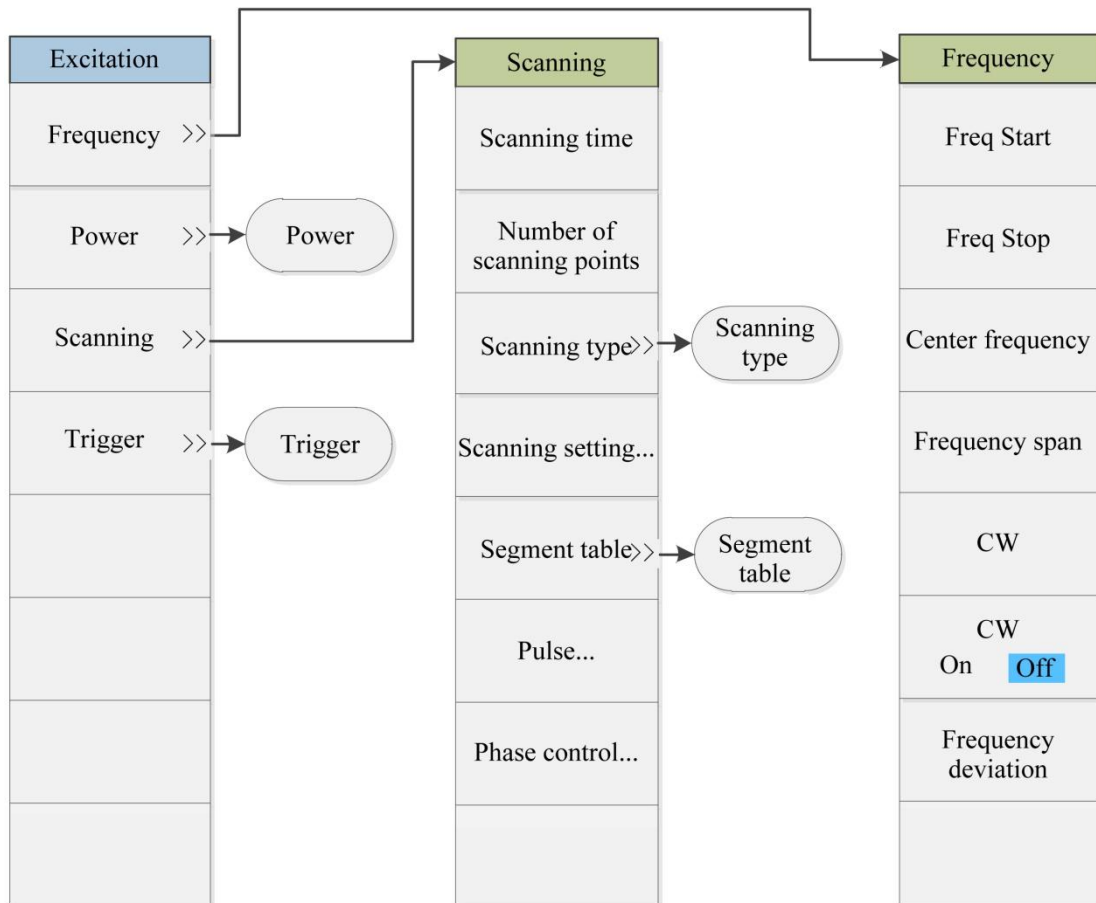 Excitation
Frequency >>
Power >>
Power
Scanning >>
Trigger >>
Trigger
Scanning
Scanning time
Number of
scanning points
Scanning type>>
Scanning
type
Scanning setting...
Segment table>>
Segment
table
Pulse...
Phase control...
Frequency
Freq Start
Freq Stop
Center frequency
Frequency span
CW
CW
On Off
Frequency
deviation